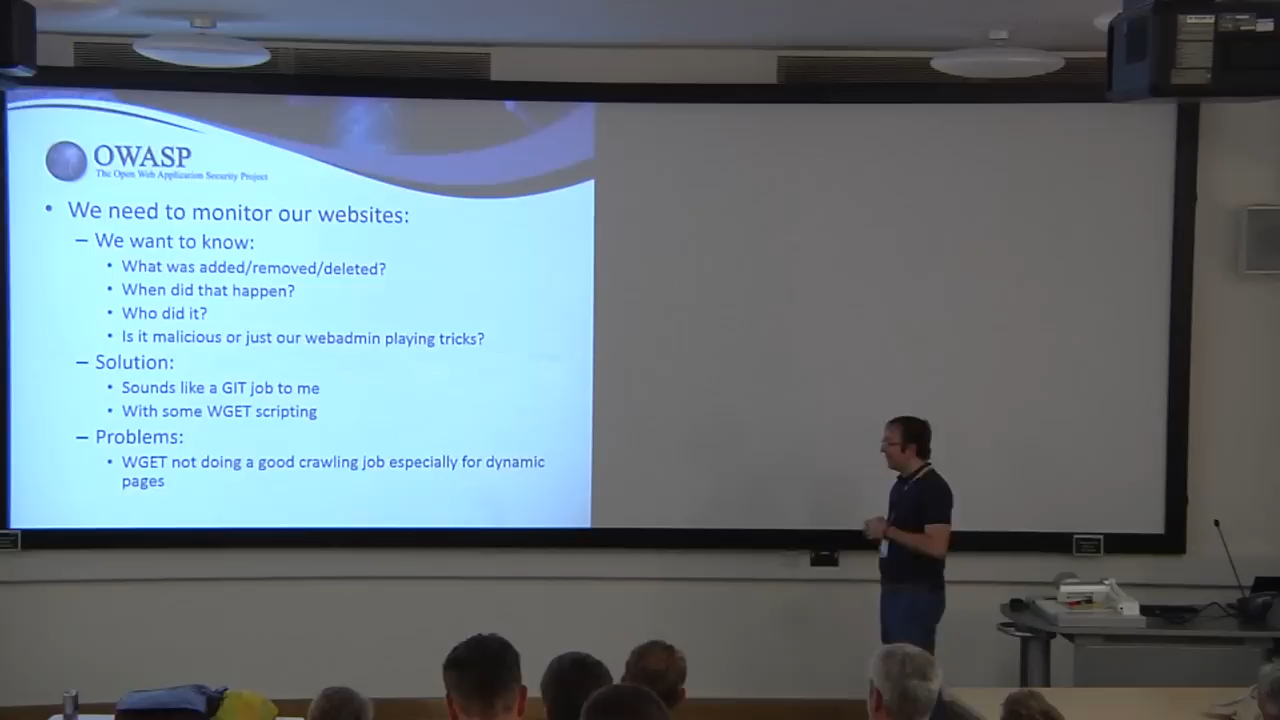 OWASP
The Open Web Application Security Project
• We need to monitor our websites:
– We want to know:
• What was added/removed/deleted?
• When did that happen?
• Who did it?
• Is it malicious or just our webadmin playing tricks?
– Solution:
• Sounds like a GIT job to me
• With some WGET scripting
– Problems:
• WGET not doing a good crawling job especially for dynamic
pages